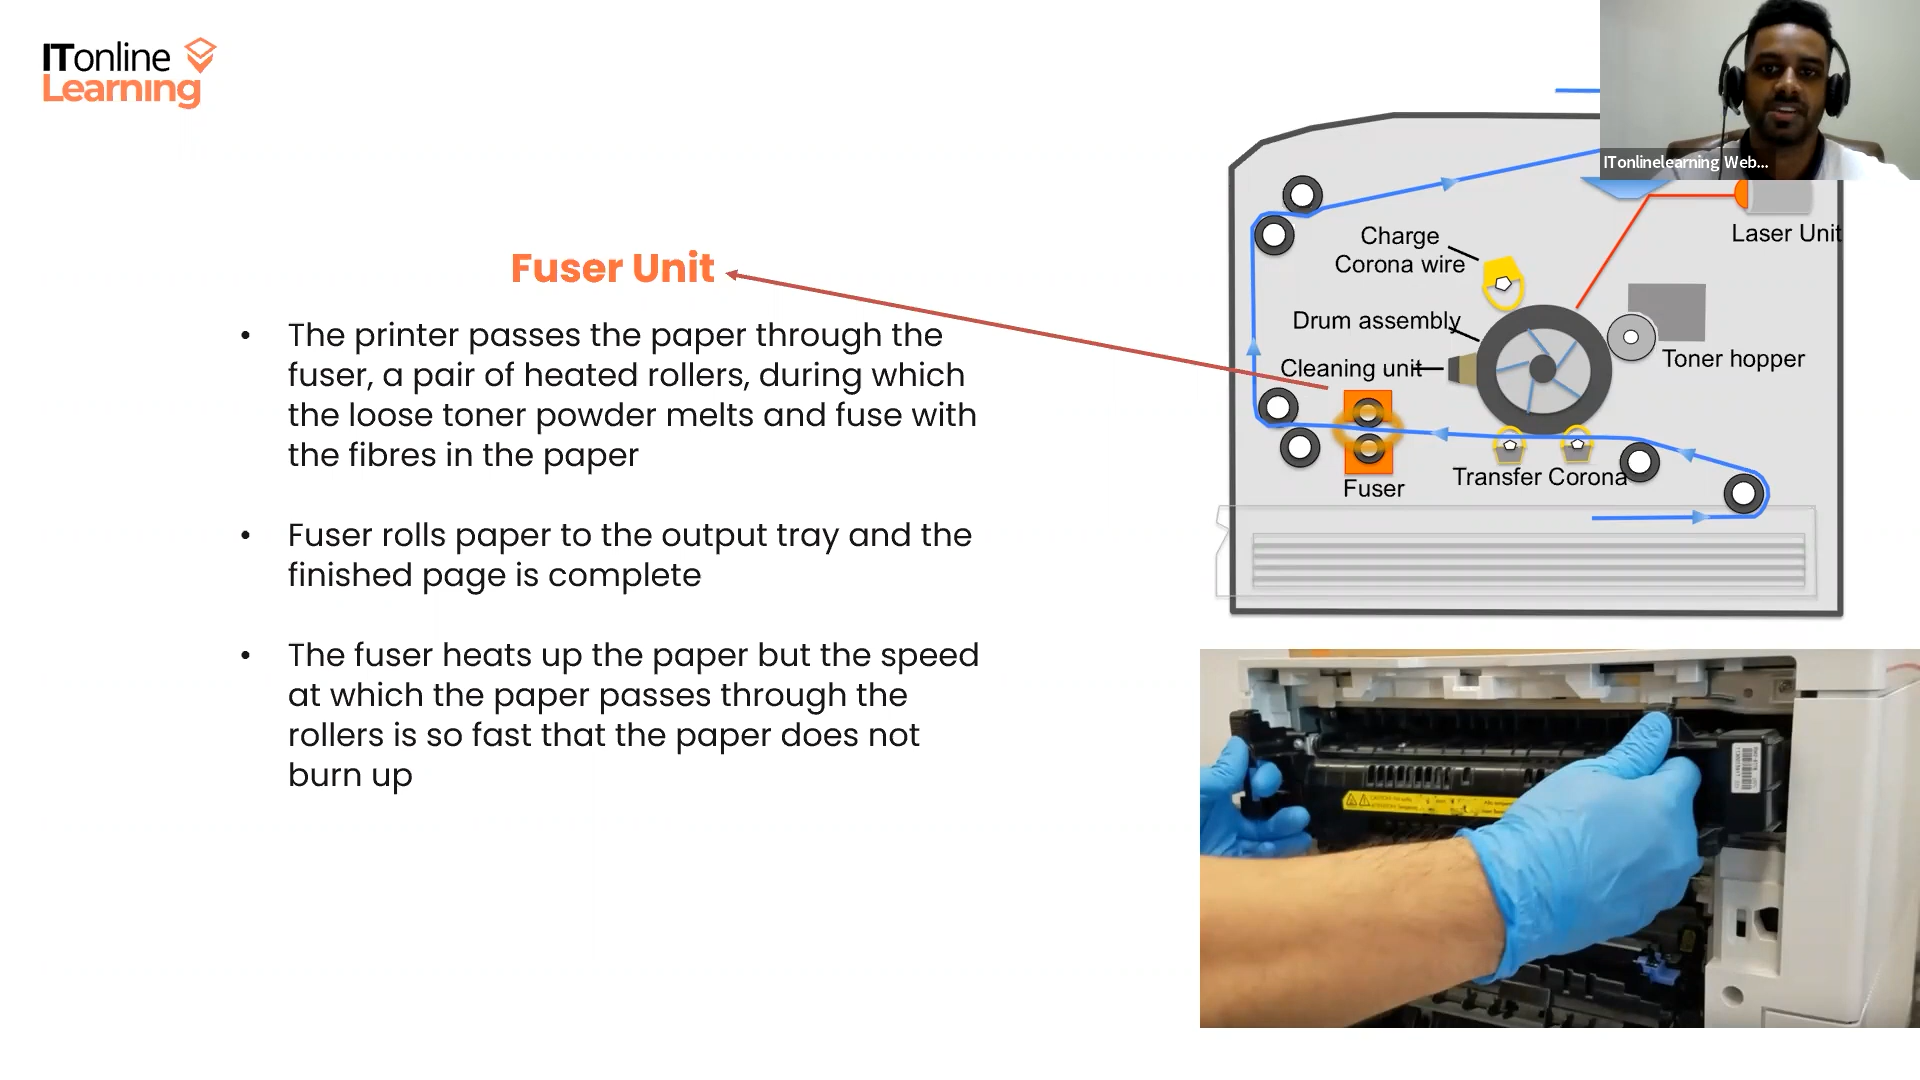 ITonline
Learning
ITonlinelearning Web...
Fuser Unit
• The printer passes the paper through the
fuser, a pair of heated rollers, during which
the loose toner powder melts and fuse with
the fibres in the paper
• Fuser rolls paper to the output tray and the
finished page is complete
• The fuser heats up the paper but the speed
at which the paper passes through the
rollers is so fast that the paper does not
burn up
Laser Unit
Charge
Corona wire
Drum assembly
Toner hopper
Cleaning unit
Transfer Corona
Fuser